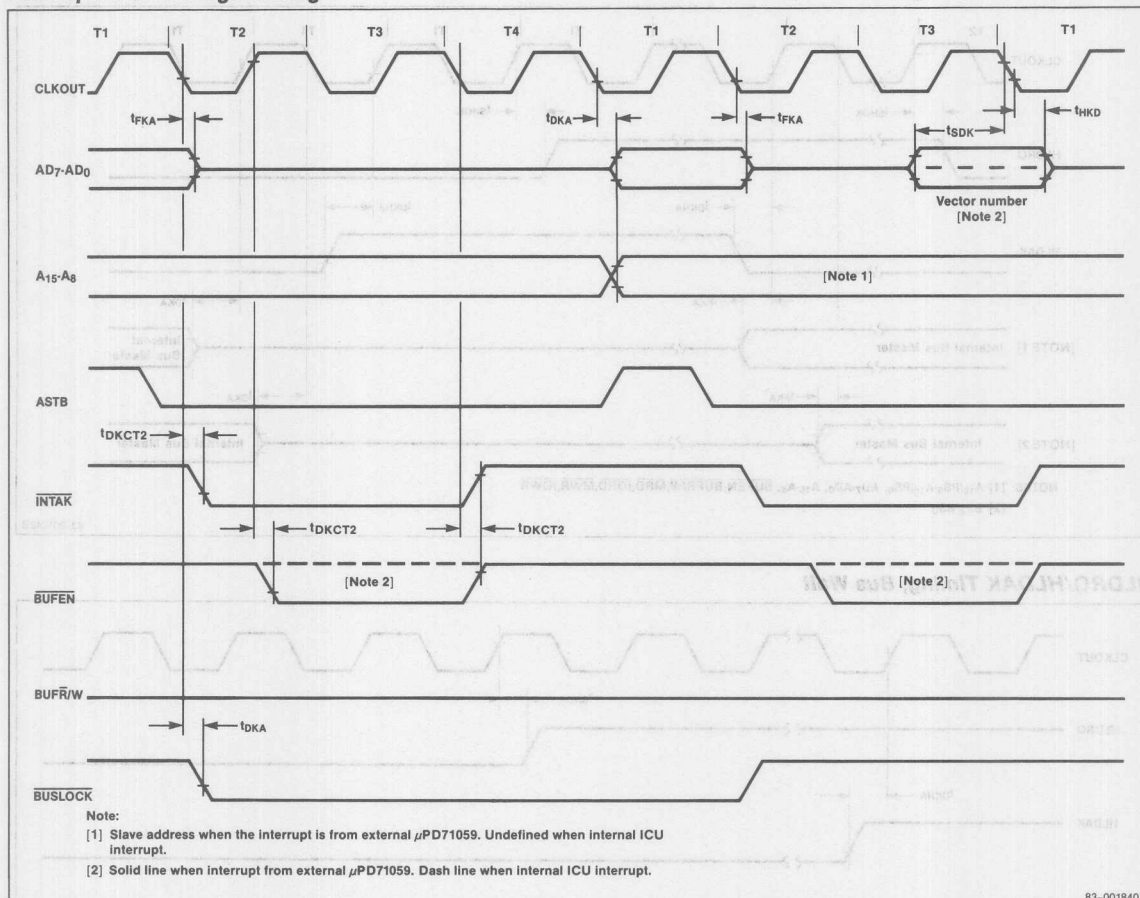 T1 T2 T3 T4 T1 T2 T3 T1
CLKOUT
tFKA tDKA tFKA tSDK tHKD
AD7-AD0
Vector number
[Note 2]
A15-A8
[Note 1]
ASTB
tDKCT2
INTAK
tDKCT2 tDKCT2
[Note 2] [Note 2]
BUFEN
BUFR/W
tDKA
BUSLOCK
Note:
[1] Slave address when the interrupt is from external µPD71059. Undefined when internal ICU
interrupt.
[2] Solid line when interrupt from external µPD71059. Dash line when internal ICU interrupt.
83-001840